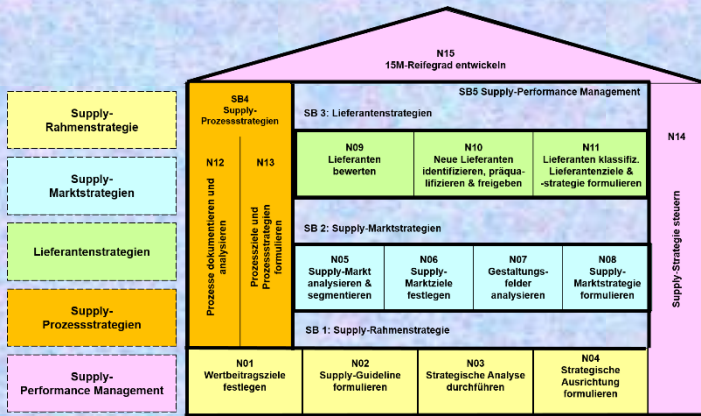 N15
15M-Reifegrad entwickeln
Supply-
Rahmenstrategie
Supply-
Marktstrategien
Lieferantenstrategien
Supply-
Prozessstrategien
Supply-
Performance Management
SB4
Supply-
Prozessstrategien
N12
Prozesse dokumentieren und
analysieren
N13
Prozessziele und
Prozessstrategien
formulieren
SB5 Supply-Performance Management
SB 3: Lieferantenstrategien
N09
Lieferanten
bewerten
N10
Neue Lieferanten
identifizieren, präqua-
lifizieren & freigeben
N11
Lieferanten klassifiz.
Lieferantenziele &
-strategie formulieren
SB 2: Supply-Marktstrategien
N05
Supply-Markt
analysieren &
segmentieren
N06
Supply-
Marktziele
festlegen
N07
Gestaltungs-
felder
analysieren
N08
Supply-
Marktstrategie
formulieren
SB 1: Supply-Rahmenstrategie
N01
Wertbeitragsziele
festlegen
N02
Supply-Guideline
formulieren
N03
Strategische Analyse
durchführen
N04
Strategische
Ausrichtung
formulieren
N14
Supply-Strategie steuern